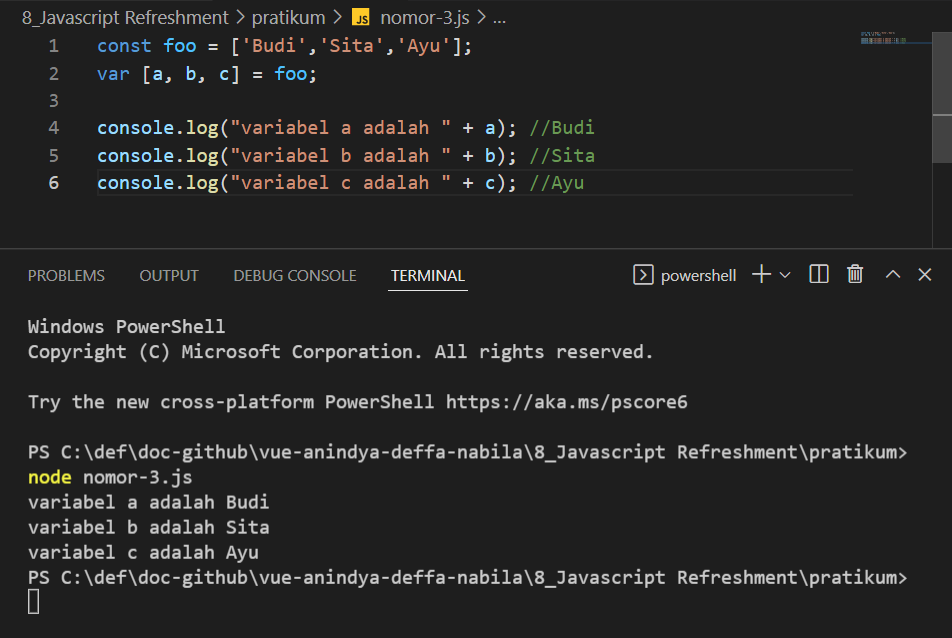 8_Javascript Refreshment > pratikum > JS nomor-3.js > ...
1 const foo = ['Budi','Sita','Ayu'];
2 var [a, b, c] = foo;
3
4 console.log("variabel a adalah " + a); //Budi
5 console.log("variabel b adalah " + b); //Sita
6 console.log("variabel c adalah " + c); //Ayu
PROBLEMS OUTPUT DEBUG CONSOLE TERMINAL powershell
Windows PowerShell
Copyright (C) Microsoft Corporation. All rights reserved.
Try the new cross-platform PowerShell https://aka.ms/pscore6
PS C:\def\doc-github\vue-anindya-deffa-nabila\8_Javascript Refreshment\pratikum>
node nomor-3.js
variabel a adalah Budi
variabel b adalah Sita
variabel c adalah Ayu
PS C:\def\doc-github\vue-anindya-deffa-nabila\8_Javascript Refreshment\pratikum>